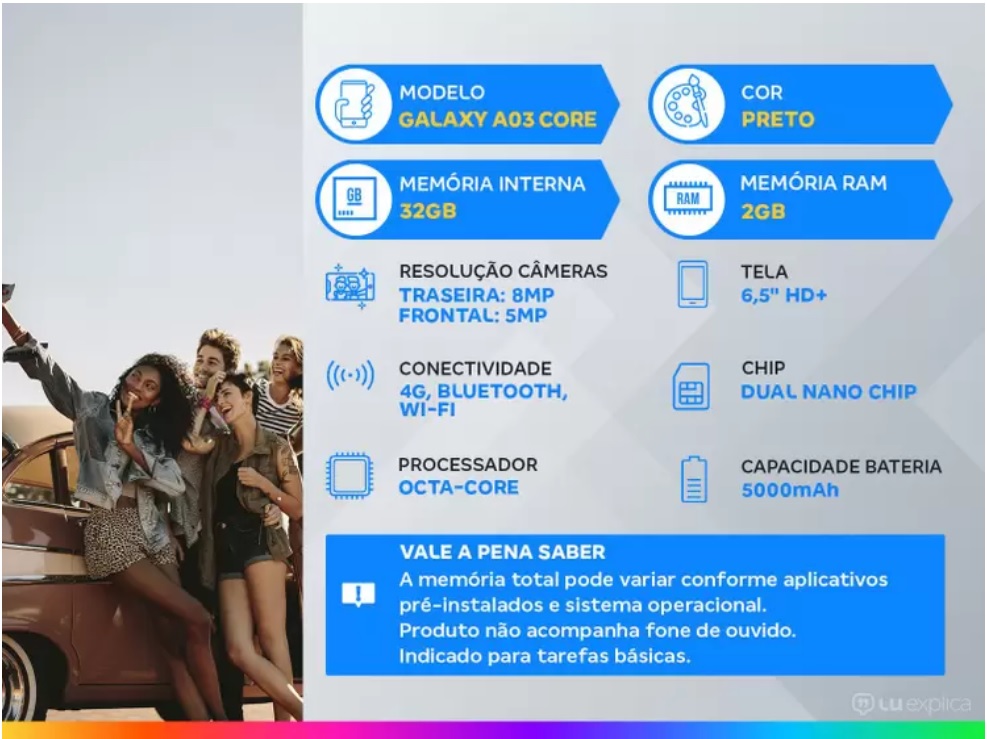 MODELO
GALAXY A03 CORE
COR
PRETO
GB
MEMÓRIA INTERNA
32GB
RAM
MEMÓRIA RAM
2GB
RESOLUÇÃO CÂMERAS
TRASEIRA: 8MP
FRONTAL: 5MP
TELA
6,5" HD+
CONECTIVIDADE
4G, BLUETOOTH,
WI-FI
CHIP
DUAL NANO CHIP
PROCESSADOR
OCTA-CORE
CAPACIDADE BATERIA
5000mAh
VALE A PENA SABER
A memória total pode variar conforme aplicativos
pré-instalados e sistema operacional.
Produto não acompanha fone de ouvido.
Indicado para tarefas básicas.
Lu explica